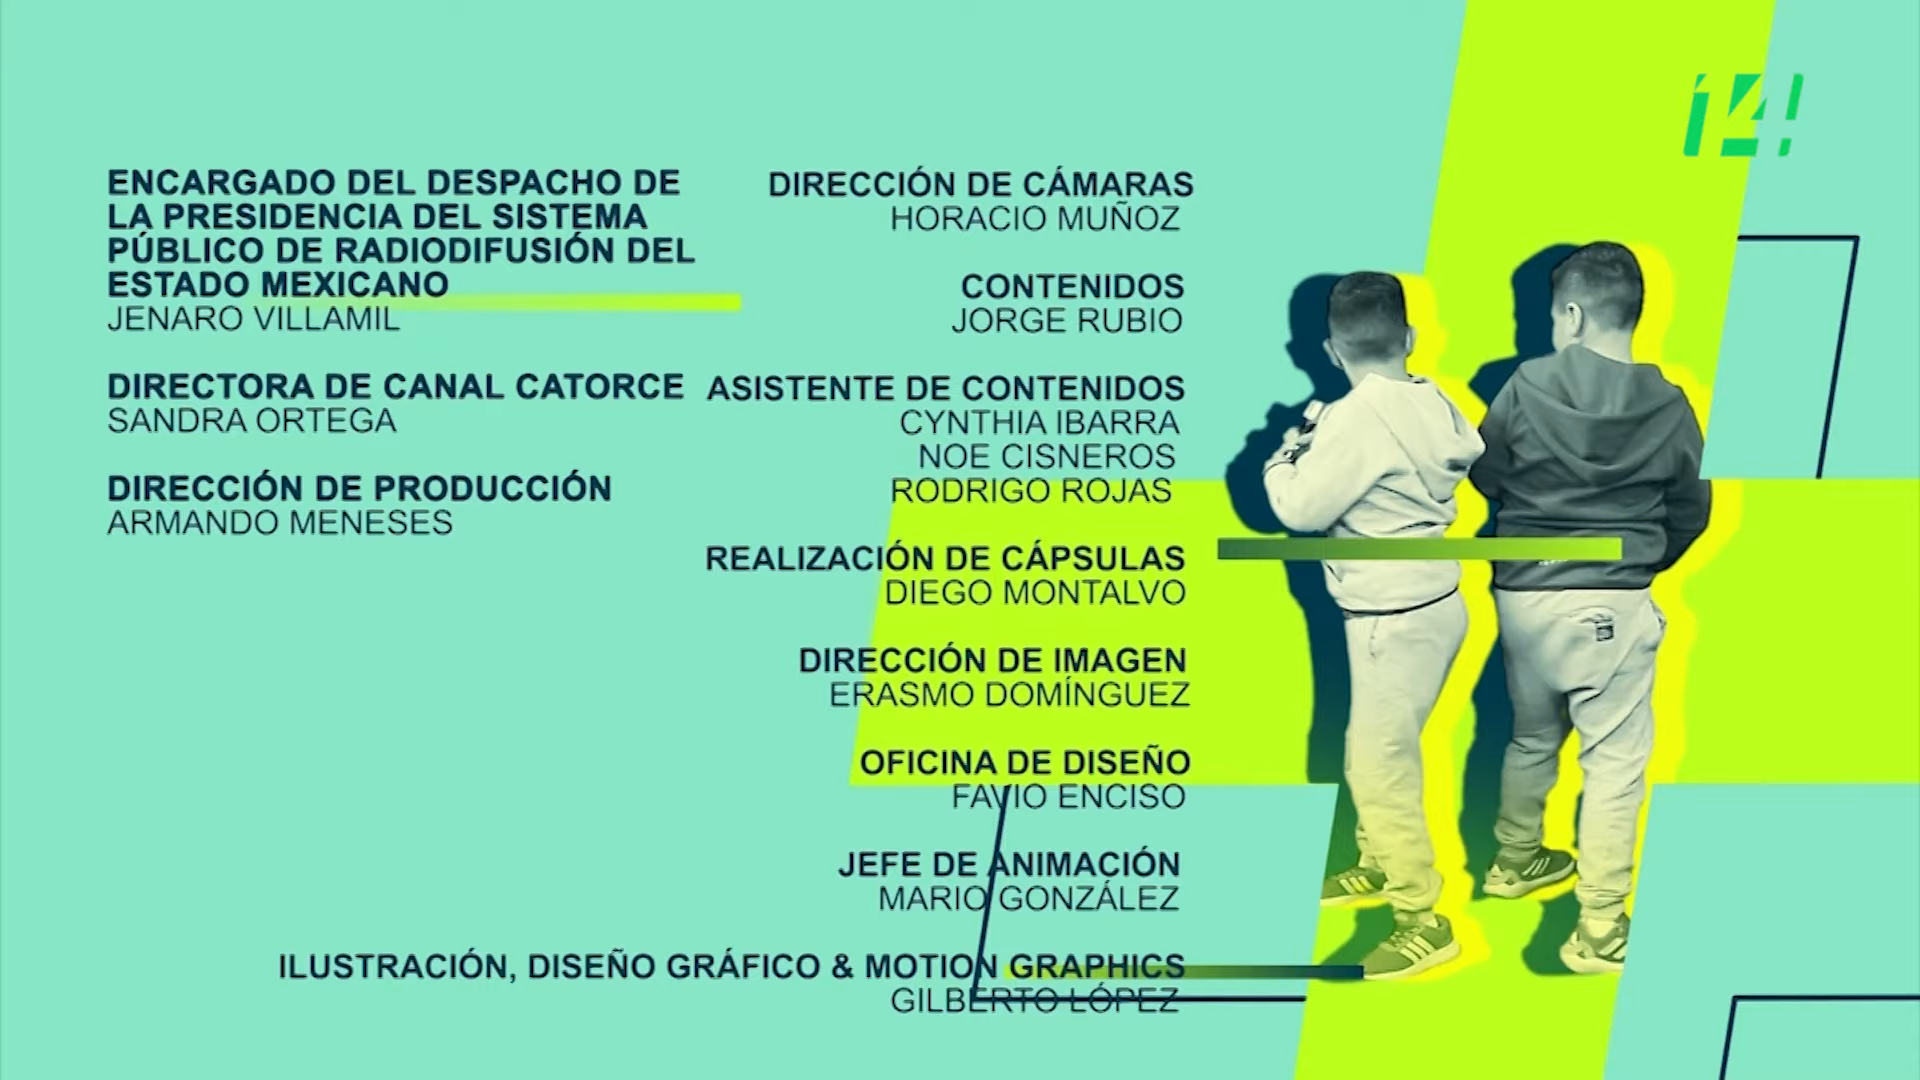 ENCARGADO DEL DESPACHO DE
LA PRESIDENCIA DEL SISTEMA
PÚBLICO DE RADIODIFUSIÓN DEL
ESTADO MEXICANO
JENARO VILLAMIL
DIRECTORA DE CANAL CATORCE
SANDRA ORTEGA
DIRECCIÓN DE PRODUCCIÓN
ARMANDO MENESES
DIRECCIÓN DE CÁMARAS
HORACIO MUÑOZ
CONTENIDOS
JORGE RUBIO
ASISTENTE DE CONTENIDOS
CYNTHIA IBARRA
NOE CISNEROS
RODRIGO ROJAS
REALIZACIÓN DE CÁPSULAS
DIEGO MONTALVO
DIRECCIÓN DE IMAGEN
ERASMO DOMÍNGUEZ
OFICINA DE DISEÑO
FAVIO ENCISO
JEFE DE ANIMACIÓN
MARIO GONZÁLEZ
ILUSTRACIÓN, DISEÑO GRÁFICO & MOTION GRAPHICS
GILBERTO LÓPEZ
14!